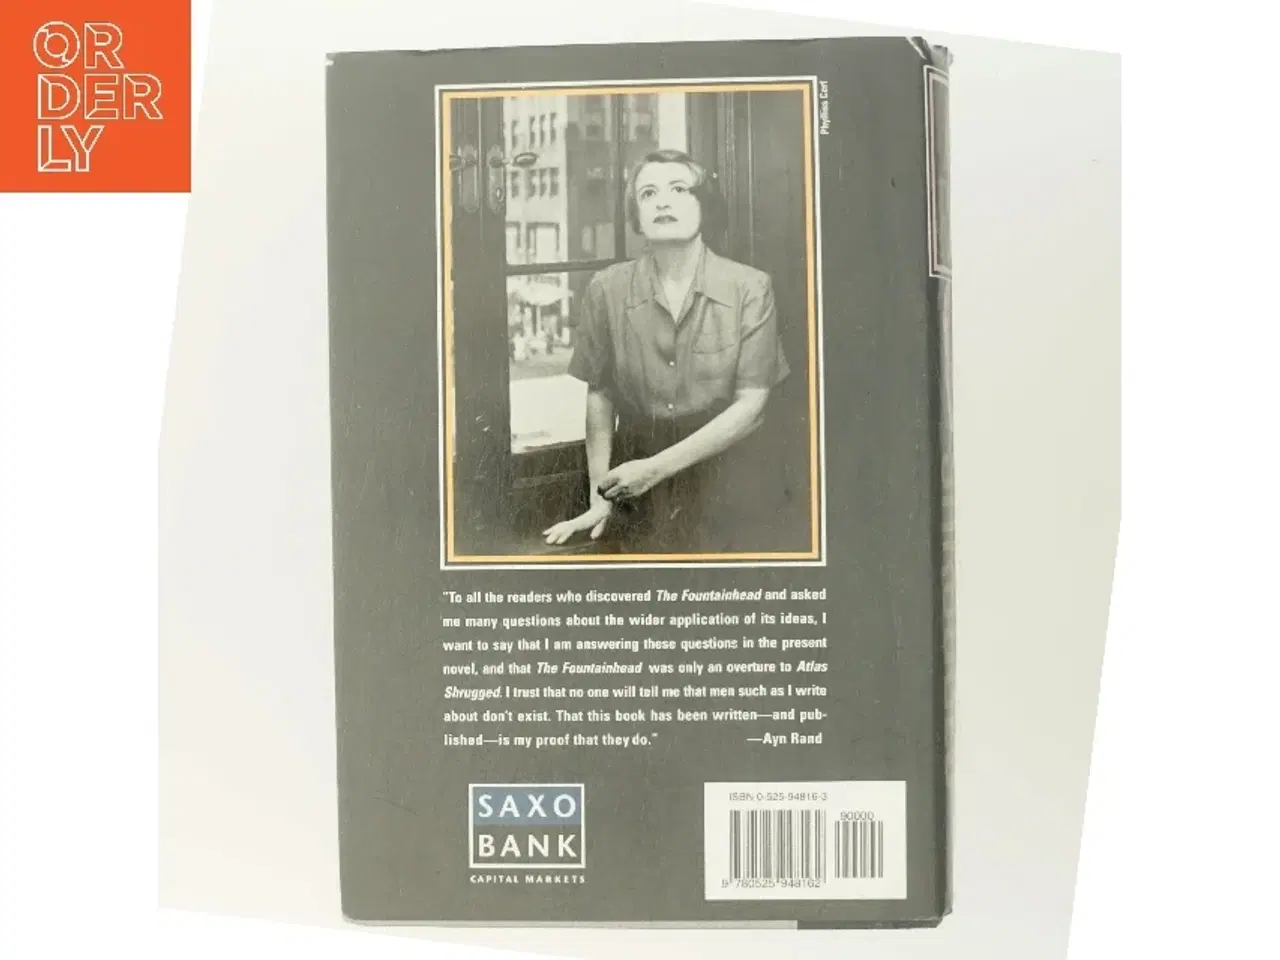 OR
DER
LY
Phyllis Cerf
"To all the readers who discovered The Fountainhead and asked
me many questions about the wider application of its ideas, I
want to say that I am answering these questions in the present
novel, and that The Fountainhead was only an overture to Atlas
Shrugged. I trust that no one will tell me that men such as I write
about don't exist. That this book has been written—and pub-
lished—is my proof that they do."
—Ayn Rand
SAXO
BANK
CAPITAL MARKETS
ISBN 0-525-94816-3
90000
9 780525 948162